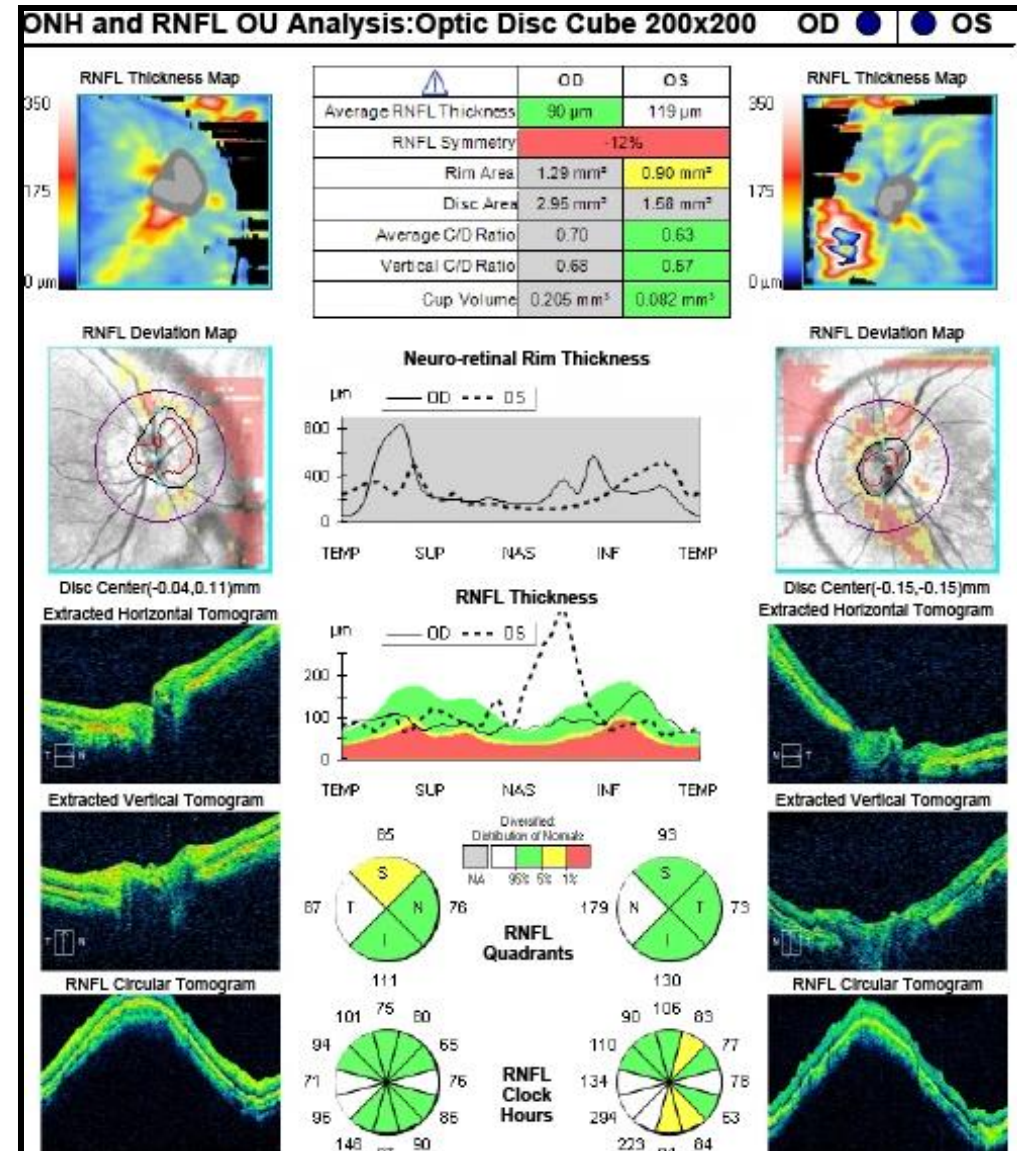 ONH and RNFL OU Analysis:Optic Disc Cube 200x200 OD OS
RNFL Thickness Map
350
175
0 µm
OD OS
Average RNFL Thickness 90 µm 119 µm
RNFL Symmetry -12%
Rim Area 1.29 mm² 0.90 mm²
Disc Area 2.95 mm² 1.58 mm²
Average C/D Ratio 0.70 0.63
Vertical C/D Ratio 0.68 0.67
Cup Volume 0.205 mm³ 0.082 mm³
RNFL Thickness Map
350
175
0 µm
RNFL Deviation Map
Disc Center(-0.04,0.11)mm
Neuro-retinal Rim Thickness
µm OD OS
800
400
0
TEMP SUP NAS INF TEMP
RNFL Deviation Map
Disc Center(-0.15,-0.15)mm
Extracted Horizontal Tomogram
T N
RNFL Thickness
µm OD OS
200
100
0
TEMP SUP NAS INF TEMP
Extracted Horizontal Tomogram
N T
Extracted Vertical Tomogram
T N
Diversified:
Distribution of Normals
NA 95% 5% 1%
85
67 T S N I 76
111
RNFL
Quadrants
93
179 N S T I 73
130
Extracted Vertical Tomogram
RNFL Circular Tomogram
101 75 80
94 65
71 76
96 86
146 90
RNFL
Clock
Hours
90 106 83
110 77
134 78
294 63
223 84
RNFL Circular Tomogram